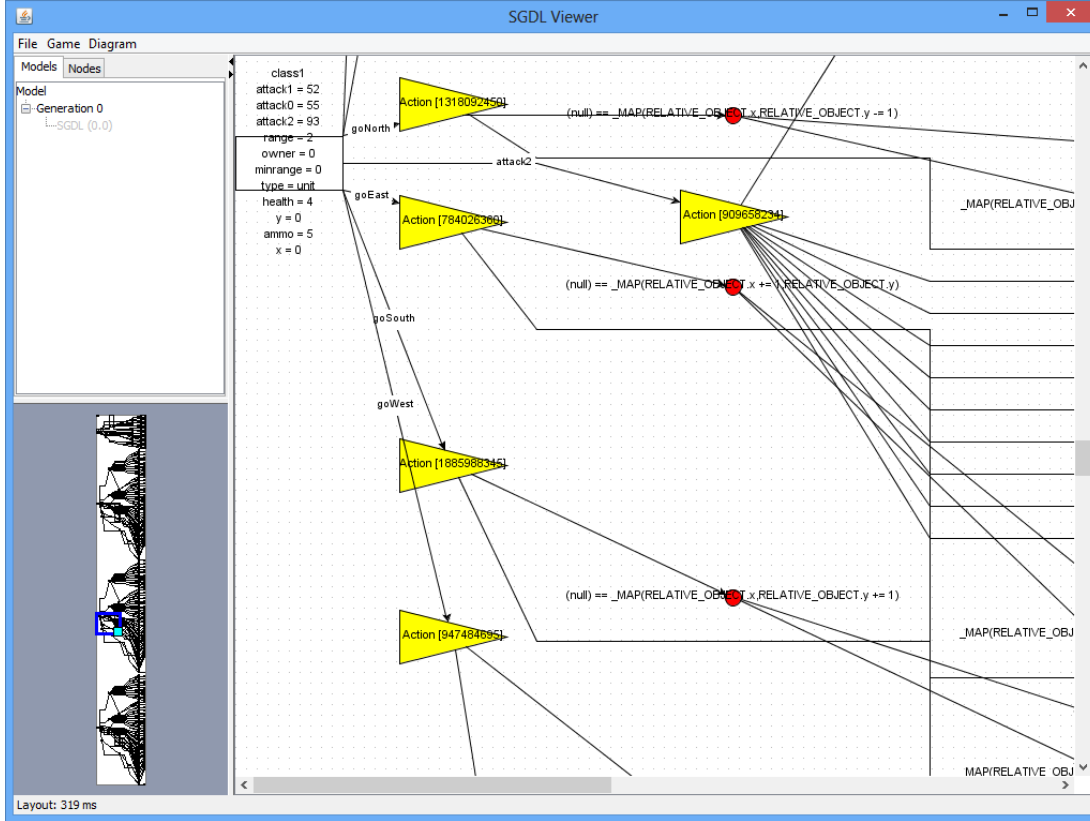 SGDL Viewer
File Game Diagram
Models Nodes
Model
Generation 0
SGDL (0.0)
class1
attack1 = 52
attack0 = 55
attack2 = 93
range = 2
owner = 0
minrange = 0
type = unit
health = 4
y = 0
ammo = 5
x = 0
goNorth
Action [1318092459]
(null) == _MAP(RELATIVE_OBJECT.x,RELATIVE_OBJECT.y -= 1)
attack2
goEast
Action [784026360]
Action [909658234]
_MAP(RELATIVE_OBJ
(null) == _MAP(RELATIVE_OBJECT.x += 1,RELATIVE_OBJECT.y)
goSouth
goWest
Action [1885988345]
(null) == _MAP(RELATIVE_OBJECT.x,RELATIVE_OBJECT.y += 1)
Action [947484695]
_MAP(RELATIVE_OBJ
MAP(RELATIVE OBJ
Layout: 319 ms